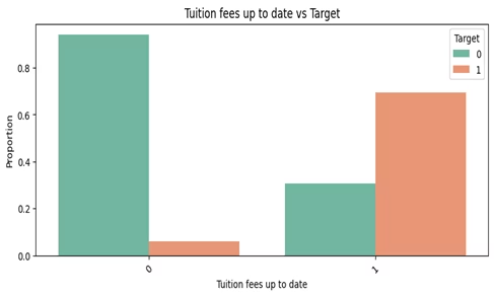 Tuition fees up to date vs Target
Target
0
1
Proportion
0.8
0.6
0.4
0.2
0.0
0
1
Tuition fees up to date